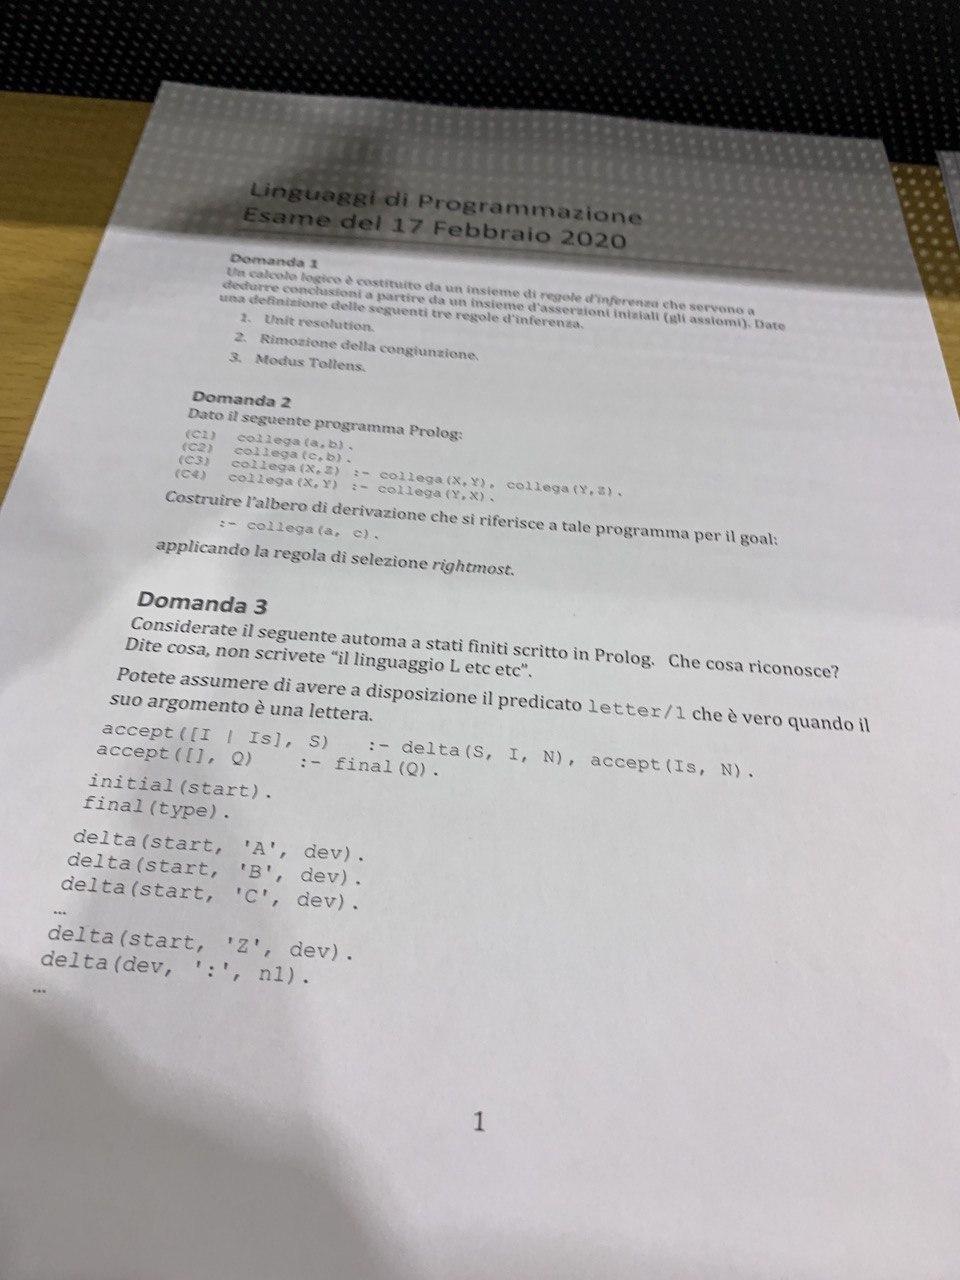 Linguaggi di Programmazione
Esame del 17 Febbraio 2020
Domanda 1
Un calcolo logico è costituito da un insieme di regole d'inferenza che servono a
dedurre conclusioni a partire da un insieme d'asserzioni iniziali (gli assiomi). Date
una definizione delle seguenti tre regole d'inferenza.
1. Unit resolution.
2. Rimozione della congiunzione.
3. Modus Tollens.
Domanda 2
Dato il seguente programma Prolog:
(C1) collega(a,b).
(C2) collega(c,b).
(C3) collega(X,Z) :- collega(X,Y), collega(Y,Z).
(C4) collega(X,Y) :- collega(Y,X).
Costruire l'albero di derivazione che si riferisce a tale programma per il goal:
:- collega(a, c).
applicando la regola di selezione rightmost.
Domanda 3
Considerate il seguente automa a stati finiti scritto in Prolog. Che cosa riconosce?
Dite cosa, non scrivete “il linguaggio L etc etc”.
Potete assumere di avere a disposizione il predicato letter/1 che è vero quando il
suo argomento è una lettera.
accept([I | Is], S) :- delta(S, I, N), accept(Is, N).
accept([], Q) :- final(Q).
initial(start).
final(type).
delta(start, 'A', dev).
delta(start, 'B', dev).
delta(start, 'C', dev).
…
delta(start, 'Z', dev).
delta(dev, ':', n1).
…
1